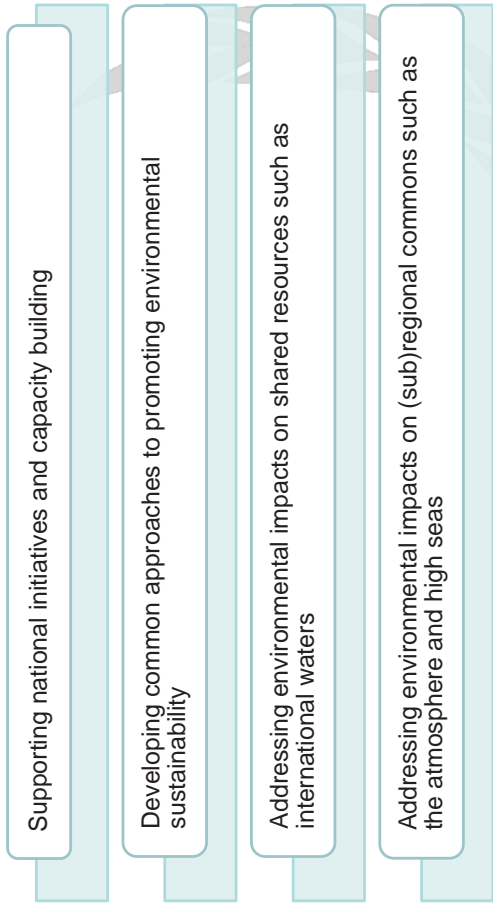 Supporting national initiatives and capacity building
Developing common approaches to promoting environmental
sustainability
Addressing environmental impacts on shared resources such as
international waters
Addressing environmental impacts on (sub)regional commons such as
the atmosphere and high seas